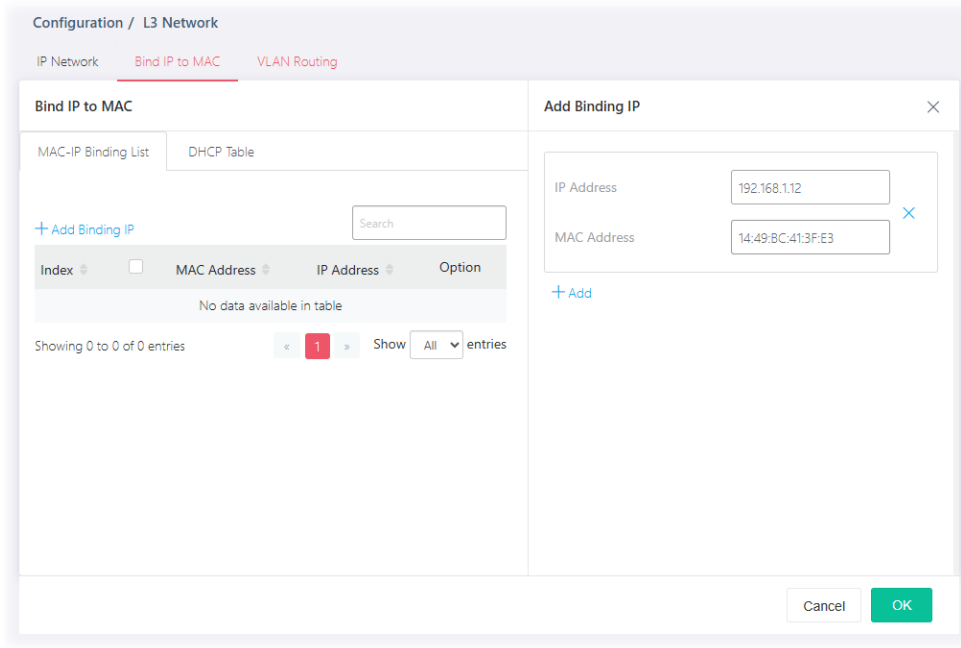 Configuration / L3 Network
IP Network Bind IP to MAC VLAN Routing
Bind IP to MAC
MAC-IP Binding List DHCP Table
+ Add Binding IP Search
Index MAC Address IP Address Option
No data available in table
Showing 0 to 0 of 0 entries « 1 » Show All entries
Add Binding IP ×
IP Address 192.168.1.12
MAC Address 14:49:BC:41:3F:E3
+ Add
Cancel OK